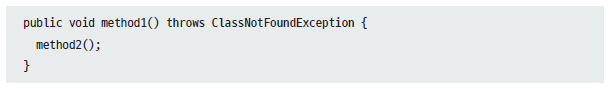 public void method1() throws ClassNotFoundException {
  method2();
}